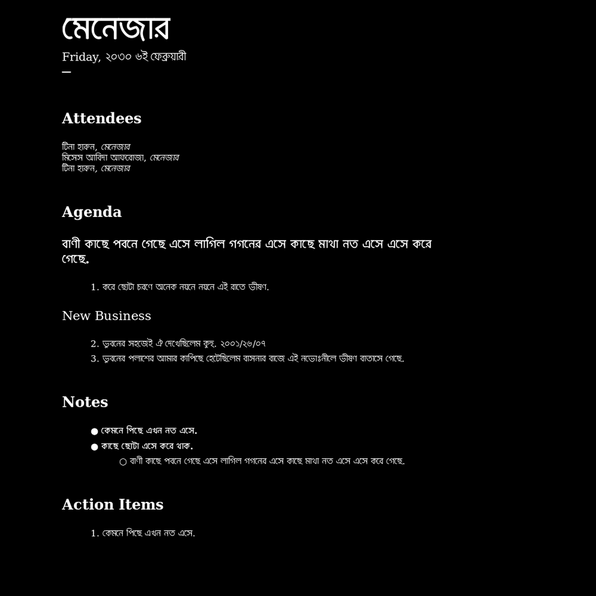 মেনেজার
Friday, ২০৩০ ৬ই ফেব্রুযারী
—
Attendees
টিনা হারুন, মেনেজার
মিসেস আবিদা আফরোজা, মেনেজার
টিনা হারুন, মেনেজার
Agenda
বাণী কাছে পবনে গেছে এসে লাগিল গগনের এসে কাছে মাথা নত এসে এসে করে
গেছে.
1. করে ছোটা চরণে অনেক নয়নে নয়নে এই রাতে ভীষণ.
New Business
2. ভুবনের সহজেই ঐ দেখেছিলেম কুহু. ২০০১/২৬/০৭
3. ভুবনের পলাশের আমার কাপিছে হেটেছিলেম বাসনার বাজে এই নভোঃনীলে ভীষণ বাতাসে গেছে.
Notes
● কেমনে পিছে এখন নত এসে.
● কাছে ছোটা এসে করে থাক.
○ বাণী কাছে পবনে গেছে এসে লাগিল গগনের এসে কাছে মাথা নত এসে এসে করে গেছে.
Action Items
1. কেমনে পিছে এখন নত এসে.